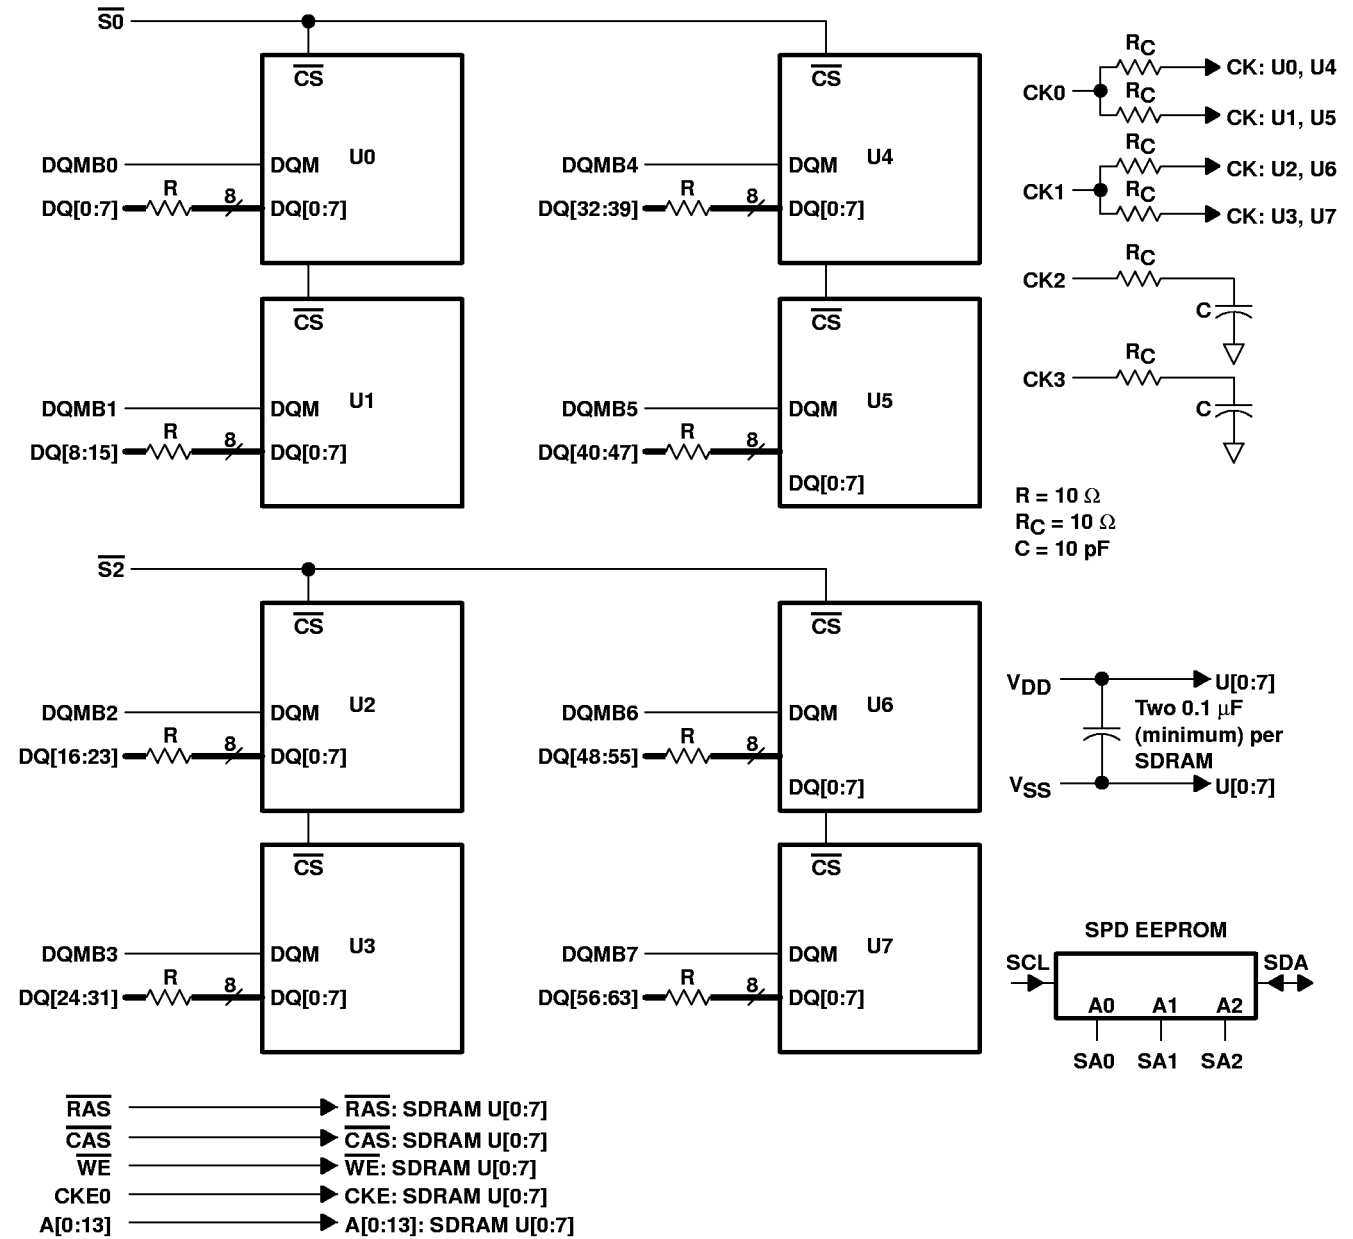 S0
CS
U0
DQMB0 DQM
R 8
DQ[0:7] DQ[0:7]
CS
U1
DQMB1 DQM
R 8
DQ[8:15] DQ[0:7]
CS
U4
DQMB4 DQM
R 8
DQ[32:39] DQ[0:7]
CS
U5
DQMB5 DQM
R 8
DQ[40:47]
DQ[0:7]
S2
CS
U2
DQMB2 DQM
R 8
DQ[16:23] DQ[0:7]
CS
U3
DQMB3 DQM
R 8
DQ[24:31] DQ[0:7]
CS
U6
DQMB6 DQM
R 8
DQ[48:55]
DQ[0:7]
CS
U7
DQMB7 DQM
R 8
DQ[56:63] DQ[0:7]
RC
CK: U0, U4
CK0
RC
CK: U1, U5
RC
CK: U2, U6
CK1
RC
CK: U3, U7
RC
CK2
C
RC
CK3
C
R = 10 Ω
RC = 10 Ω
C = 10 pF
VDD U[0:7]
Two 0.1 μF
(minimum) per
SDRAM
VSS U[0:7]
SPD EEPROM
SCL SDA
A0 A1 A2
SA0 SA1 SA2
RAS RAS: SDRAM U[0:7]
CAS CAS: SDRAM U[0:7]
WE WE: SDRAM U[0:7]
CKE0 CKE: SDRAM U[0:7]
A[0:13] A[0:13]: SDRAM U[0:7]